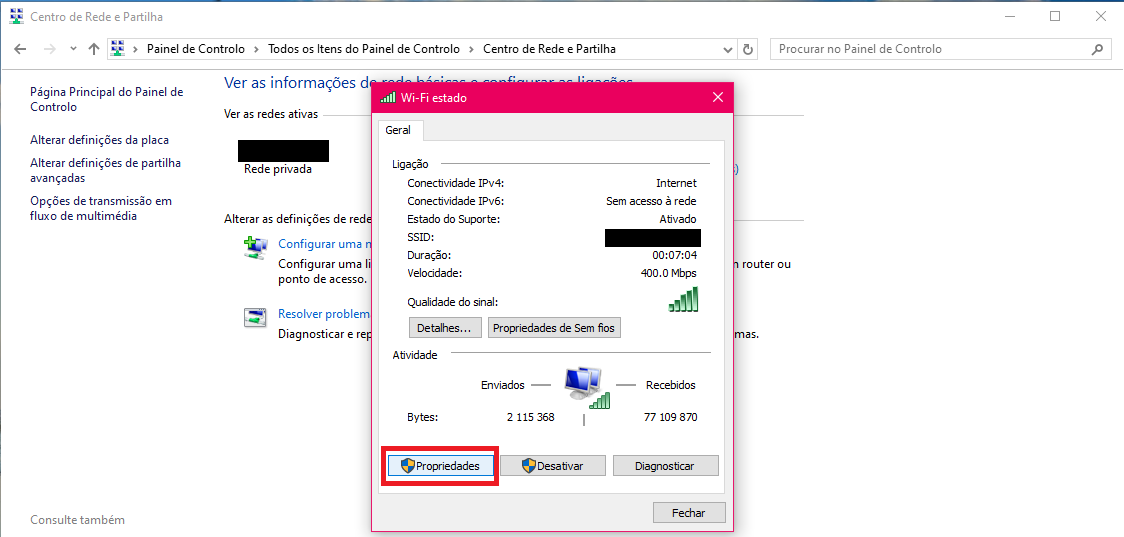 Centro de Rede e Partilha
Painel de Controlo
Todos os Itens do Painel de Controlo
Centro de Rede e Partilha
Procurar no Painel de Controlo
Página Principal do Painel de
Controlo
Alterar definições da placa
Alterar definições de partilha
avançadas
Opções de transmissão em
fluxo de multimédia
Consulte também
Ver as informações de rede básicas e configurar as ligações
Ver as redes ativas
Rede privada
Alterar as definições de rede
Configurar uma
Configurar uma
router ou
ponto de acesso.
Resolver
Diagnosticar e
Wi-Fi estado
Geral
Ligação
Conectividade IPv4: Internet
Conectividade IPv6: Sem acesso à rede
Estado do Suporte: Ativado
SSID:
Duração: 00:07:04
Velocidade: 400.0 Mbps
Qualidade do sinal:
Detalhes...
Propriedades de Sem fios
Atividade
Enviados
Recebidos
Bytes: 2 115 368 77 109 870
Propriedades
Desativar
Diagnosticar
Fechar